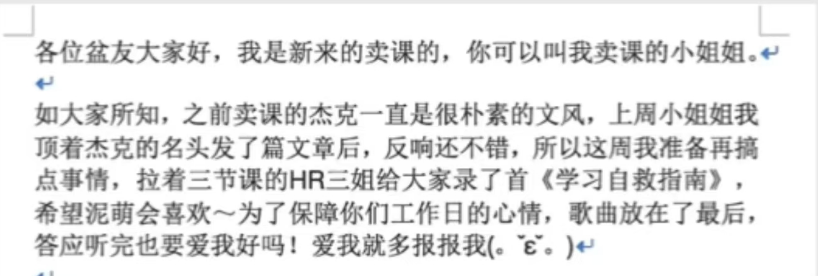 各位盆友大家好，我是新来的卖课的，你可以叫我卖课的小姐姐。
如大家所知，之前卖课的杰克一直是很朴素的文风，上周小姐姐我
顶着杰克的名头发了篇文章后，反响还不错，所以这周我准备再搞
点事情，拉着三节课的HR三姐给大家录了首《学习自救指南》，
希望泥萌会喜欢～为了保障你们工作日的心情，歌曲放在了最后，
答应听完也要爱我好吗！爱我就多报报我(。˘ε˘。)